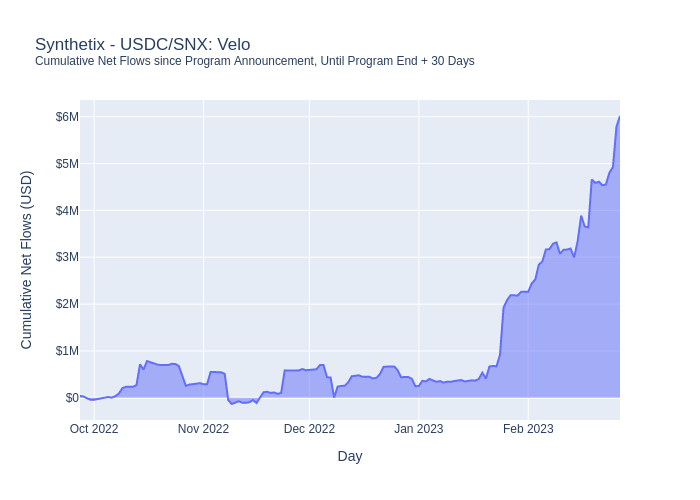 Synthetix - USDC/SNX: Velo
Cumulative Net Flows since Program Announcement, Until Program End + 30 Days
Cumulative Net Flows (USD)
$6M
$5M
$4M
$3M
$2M
$1M
$0
Oct 2022
Nov 2022
Dec 2022
Jan 2023
Feb 2023
Day